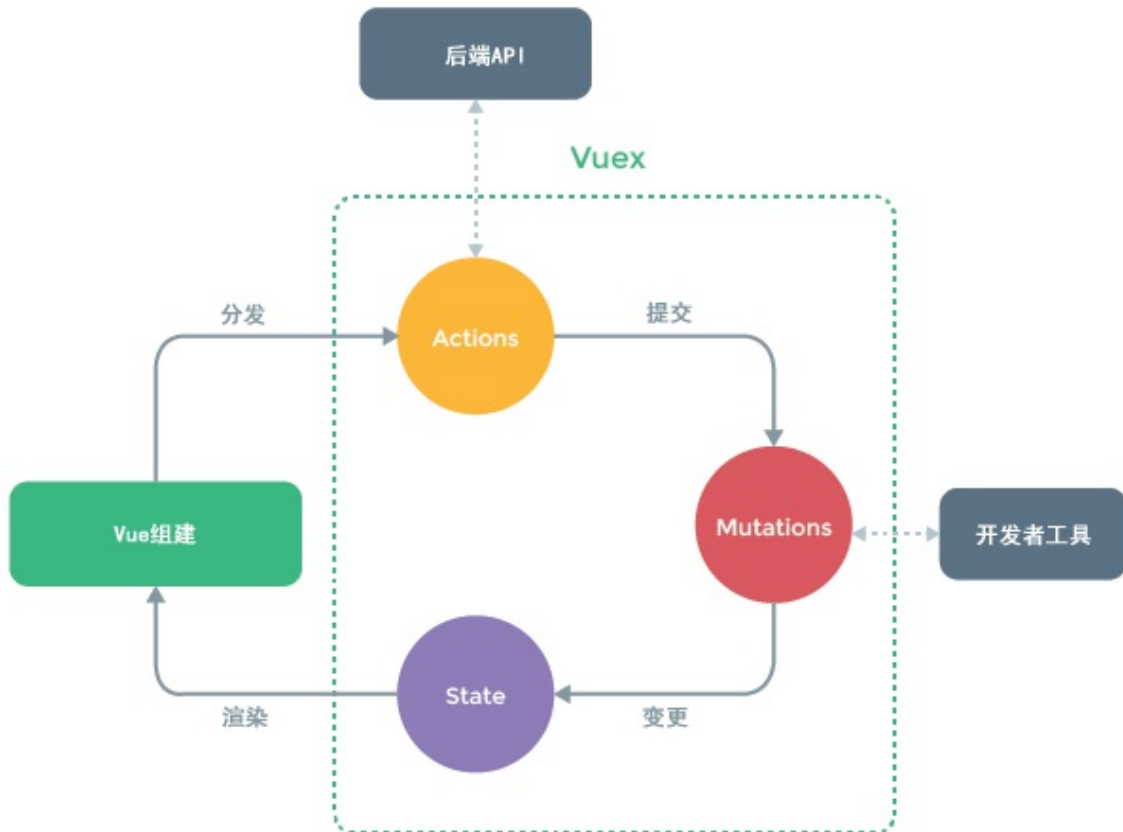 后端API
Vuex
分发
提交
Actions
Vue组建
Mutations
开发者工具
State
渲染
变更